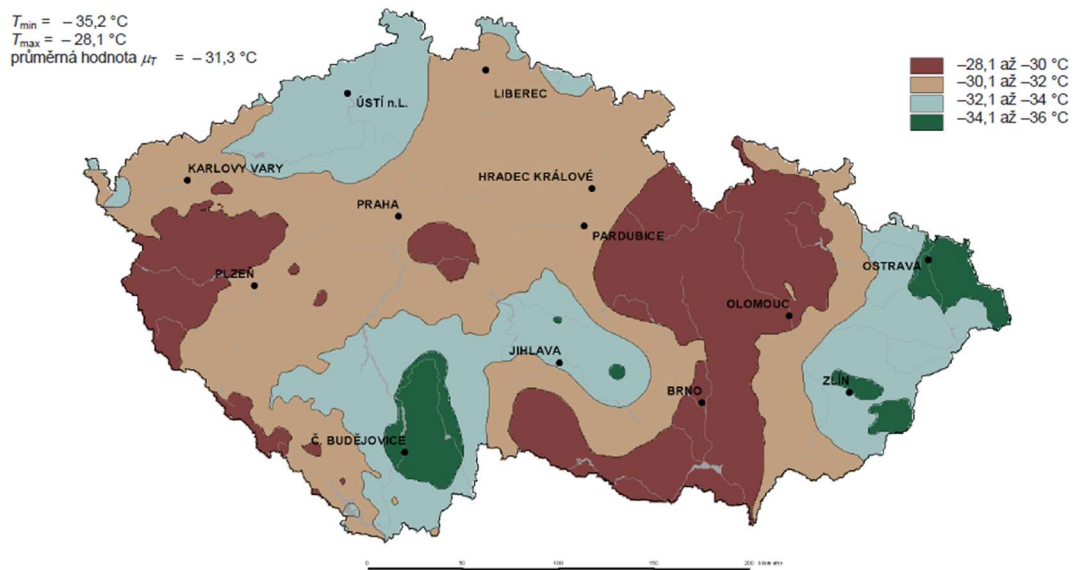 Tmin = – 35,2 °C
Tmax = – 28,1 °C
průměrná hodnota μT = – 31,3 °C
–28,1 až –30 °C
–30,1 až –32 °C
–32,1 až –34 °C
–34,1 až –36 °C
LIBEREC
ÚSTÍ n.L.
KARLOVY VARY
HRADEC KRÁLOVÉ
PRAHA
PARDUBICE
PLZEŇ
OSTRAVA
OLOMOUC
JIHLAVA
ZLÍN
BRNO
Č. BUDĚJOVICE
0 50 100 150 200